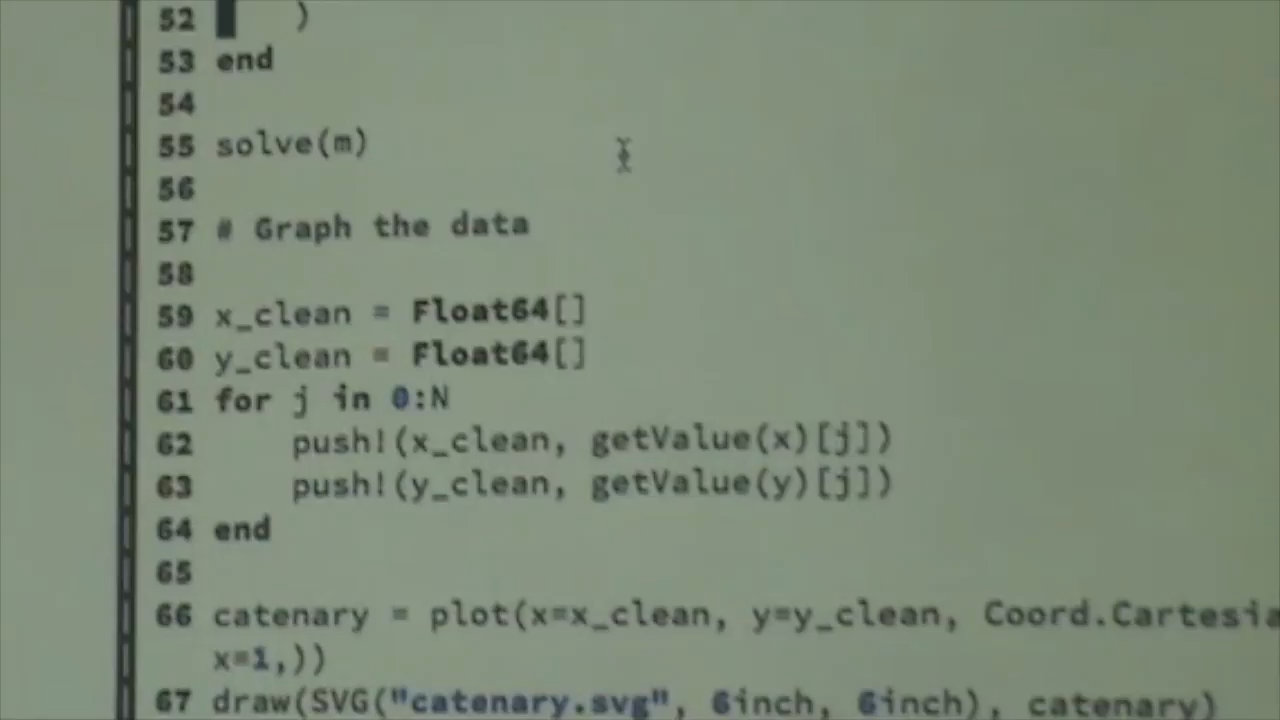 52 )
53 end
54
55 solve(m)
56
57 # Graph the data
58
59 x_clean = Float64[]
60 y_clean = Float64[]
61 for j in 0:N
62 push!(x_clean, getValue(x)[j])
63 push!(y_clean, getValue(y)[j])
64 end
65
66 catenary = plot(x=x_clean, y=y_clean, Coord.Cartesia
x=1,))
67 draw(SVG("catenary.svg", 6inch, 6inch), catenary)